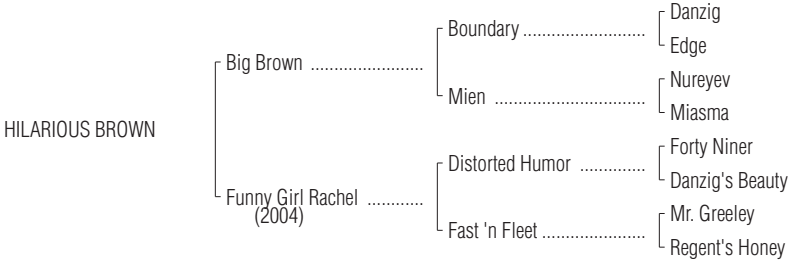 Danzig
Boundary ........................
Edge
Big Brown ......................
Nureyev
Mien .............................
Miasma
HILARIOUS BROWN
Forty Niner
Distorted Humor .............
Danzig's Beauty
Funny Girl Rachel ...........
(2004)
Mr. Greeley
Fast 'n Fleet ....................
Regent's Honey